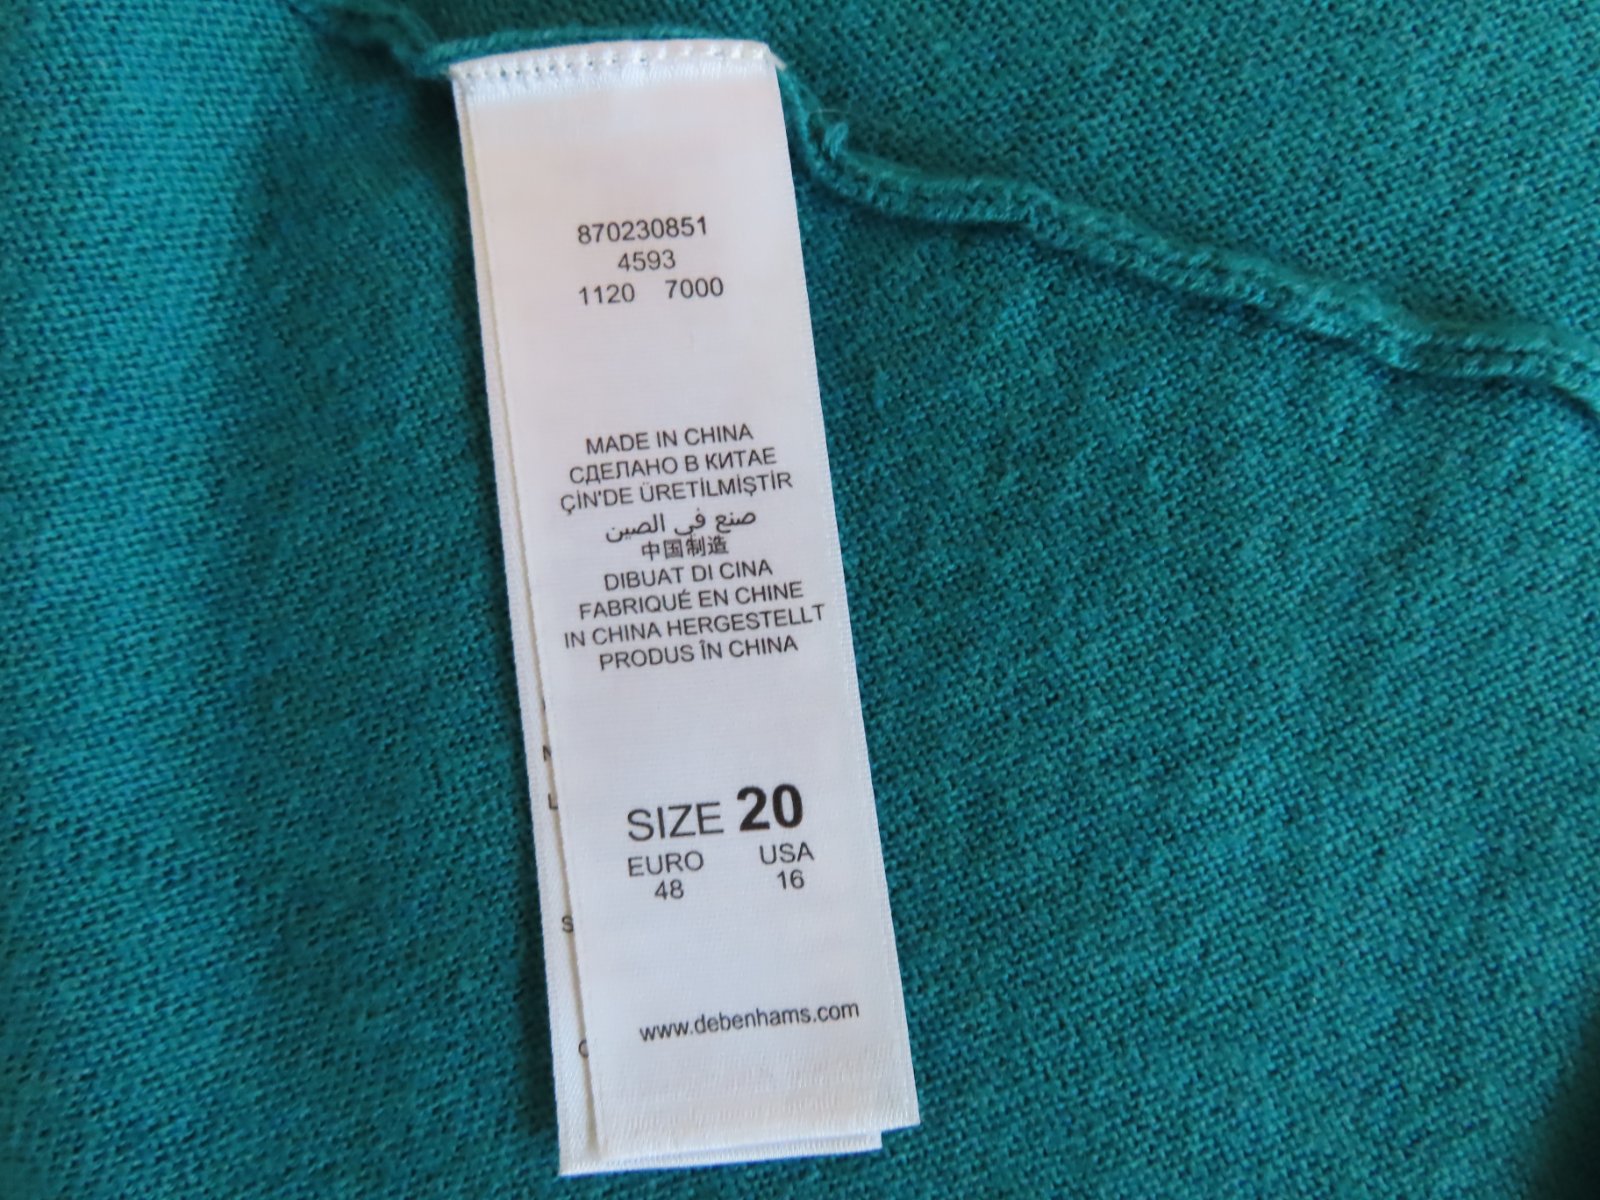 870230851
4593
1120 7000
MADE IN CHINA
СДЕЛАНО В КИТАЕ
ÇİN'DE ÜRETİLMİŞTİR
صنع في الصين
中国制造
DIBUAT DI CINA
FABRIQUÉ EN CHINE
IN CHINA HERGESTELLT
PRODUS ÎN CHINA
SIZE 20
EURO USA
48 16
www.debenhams.com